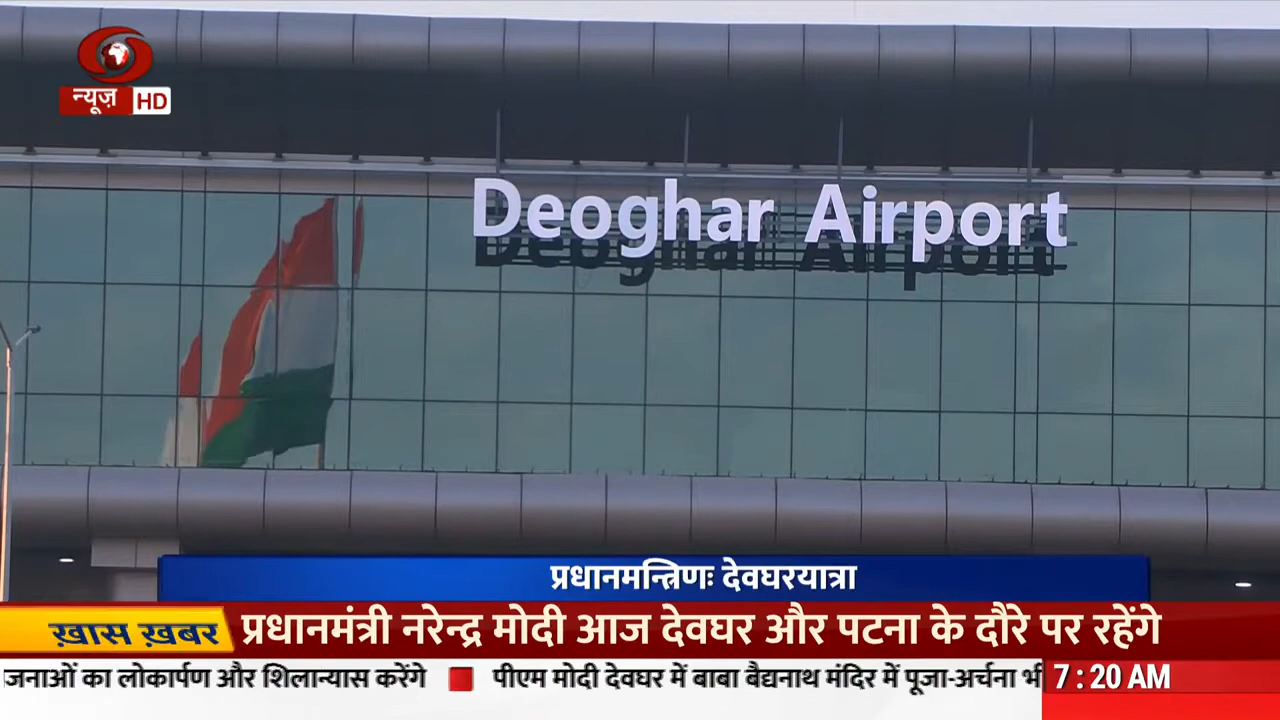 न्यूज़ HD
Deoghar Airport
प्रधानमन्त्रिणः देवघरयात्रा
ख़ास ख़बर
प्रधानमंत्री नरेन्द्र मोदी आज देवघर और पटना के दौरे पर रहेंगे
जनाओं का लोकार्पण और शिलान्यास करेंगे
पीएम मोदी देवघर में बाबा बैद्यनाथ मंदिर में पूजा-अर्चना भी
7 : 20 AM